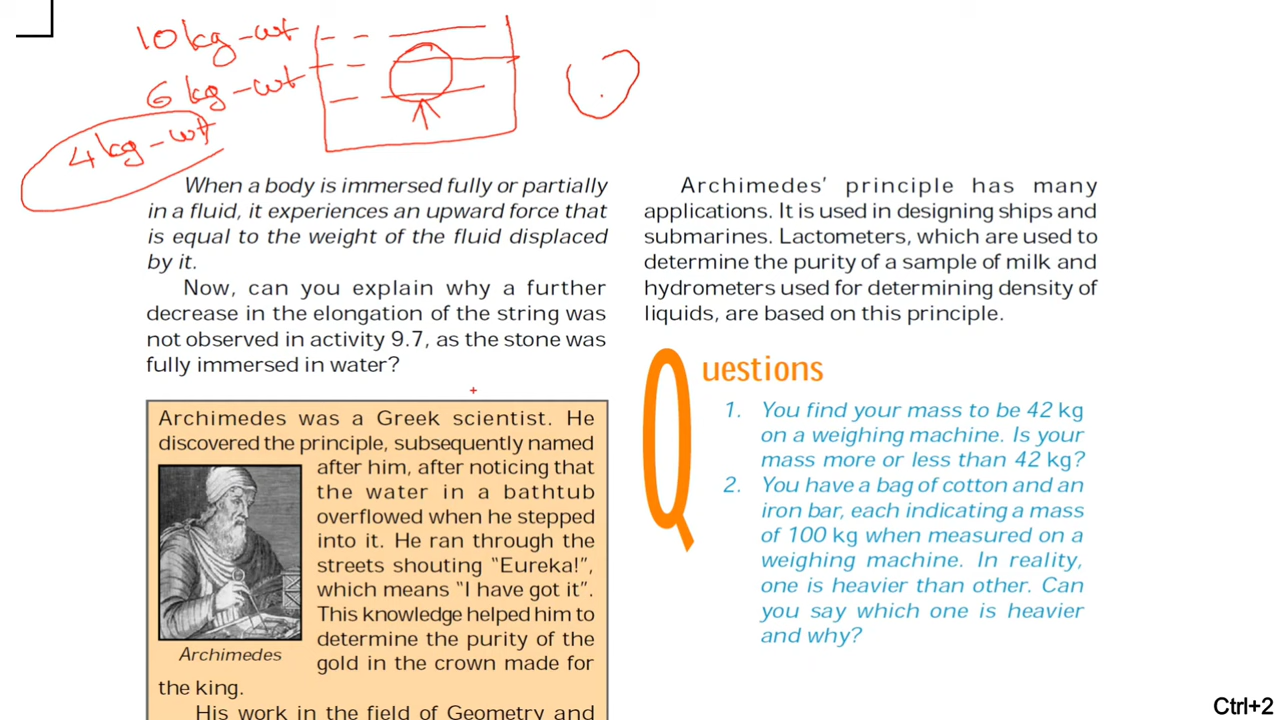 10 kg-wt
6 kg-wt
4 kg-wt
When a body is immersed fully or partially
in a fluid, it experiences an upward force that
is equal to the weight of the fluid displaced
by it.
Now, can you explain why a further
decrease in the elongation of the string was
not observed in activity 9.7, as the stone was
fully immersed in water?
Archimedes was a Greek scientist. He
discovered the principle, subsequently named
after him, after noticing that
the water in a bathtub
overflowed when he stepped
into it. He ran through the
streets shouting “Eureka!”,
which means “I have got it”.
This knowledge helped him to
determine the purity of the
gold in the crown made for
the king.
Archimedes
His work in the field of Geometry and
Archimedes’ principle has many
applications. It is used in designing ships and
submarines. Lactometers, which are used to
determine the purity of a sample of milk and
hydrometers used for determining density of
liquids, are based on this principle.
Questions
1. You find your mass to be 42 kg
on a weighing machine. Is your
mass more or less than 42 kg?
2. You have a bag of cotton and an
iron bar, each indicating a mass
of 100 kg when measured on a
weighing machine. In reality,
one is heavier than other. Can
you say which one is heavier
and why?
Ctrl+2